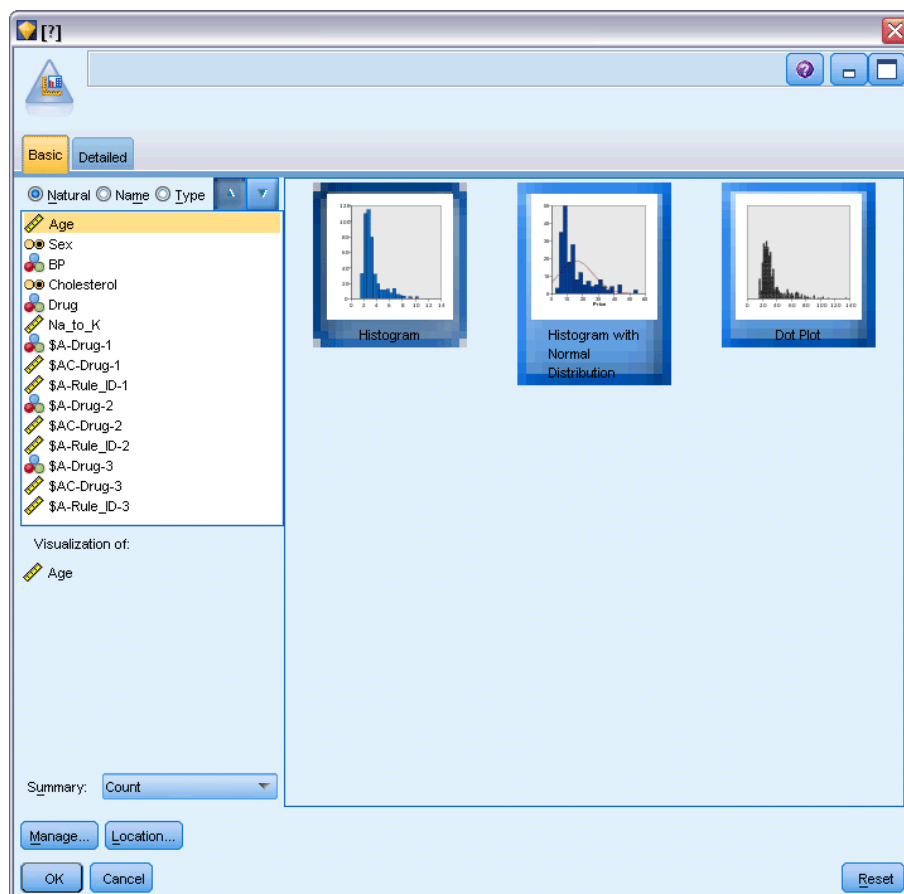 [?]
Basic Detailed
Natural Name Type
Age
Sex
BP
Cholesterol
Drug
Na_to_K
$A-Drug-1
$AC-Drug-1
$A-Rule_ID-1
$A-Drug-2
$AC-Drug-2
$A-Rule_ID-2
$A-Drug-3
$AC-Drug-3
$A-Rule_ID-3
Visualization of:
Age
Summary: Count
Manage... Location...
OK Cancel
Histogram
Price
Histogram with
Normal
Distribution
Dot Plot
Reset